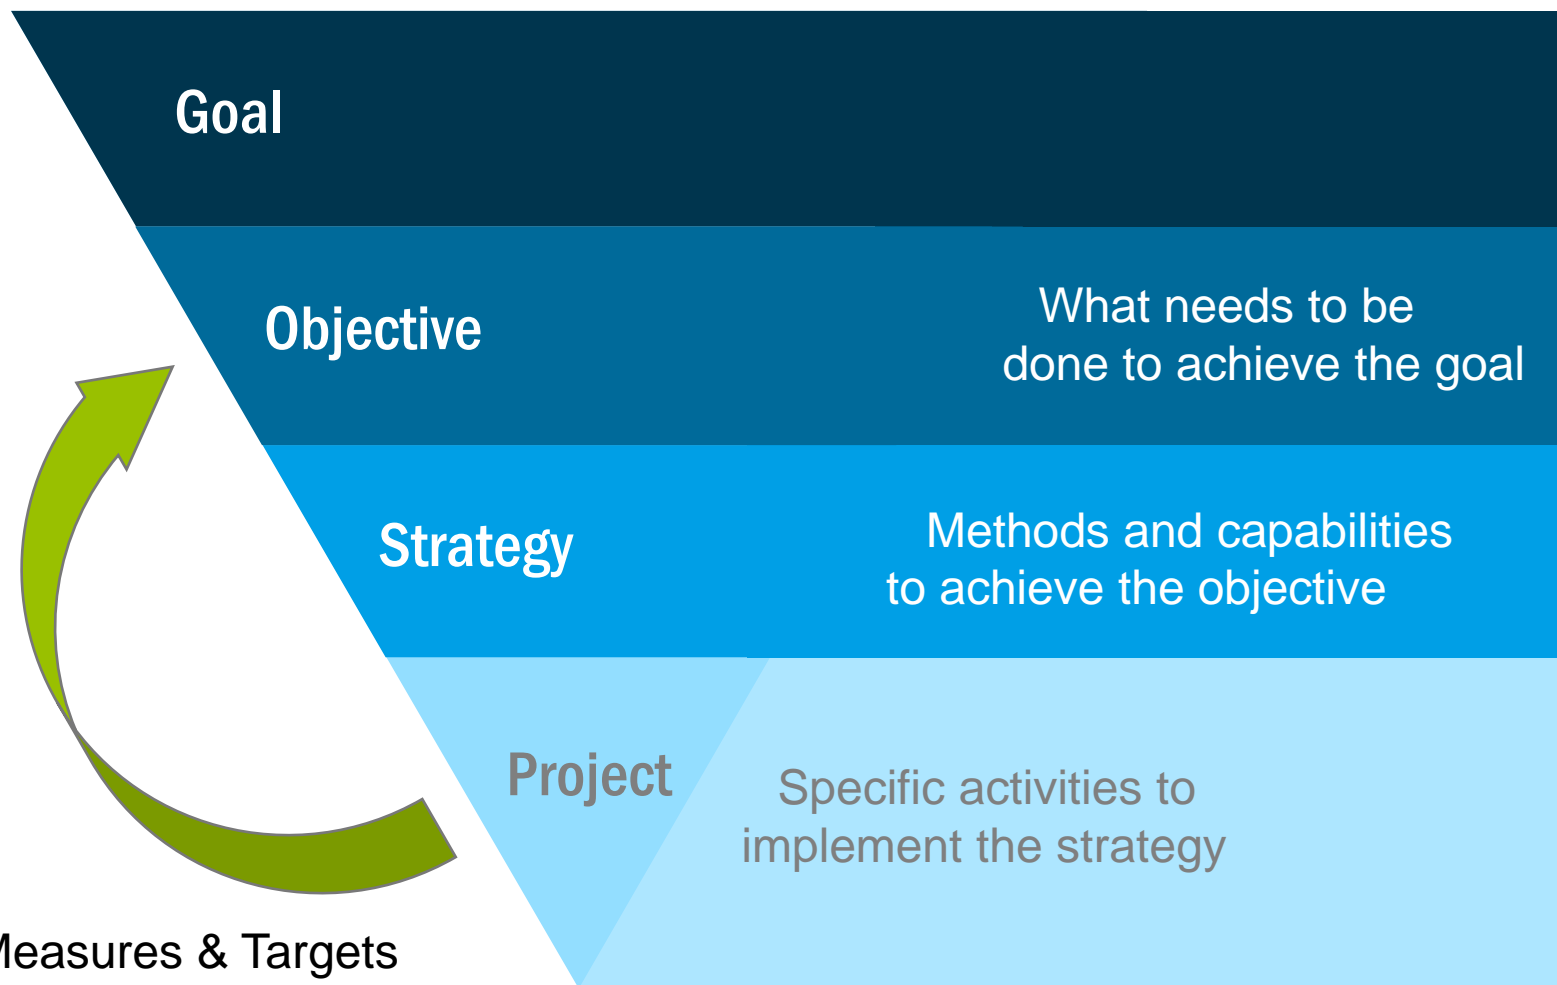 Goal
Objective
What needs to be
done to achieve the goal
Strategy
Methods and capabilities
to achieve the objective
Project
Specific activities to
implement the strategy
Measures & Targets